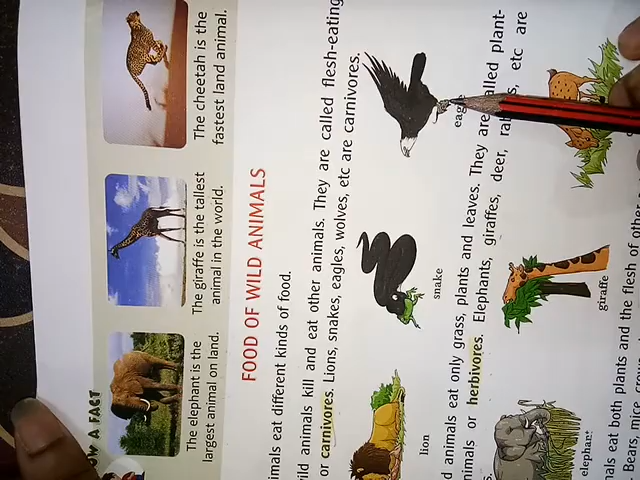 OW A FACT
The elephant is the
largest animal on land.
The giraffe is the tallest
animal in the world.
The cheetah is the
fastest land animal.
FOOD OF WILD ANIMALS
imals eat different kinds of food.
ild animals kill and eat other animals. They are called flesh-eating
or carnivores. Lions, snakes, eagles, wolves, etc are carnivores.
lion
snake
eagle
d animals eat only grass, plants and leaves. They are called plant-
nimals or herbivores. Elephants, giraffes, deer, etc are
s.
elephant
giraffe
nals eat both plants and the flesh of other
Bears,